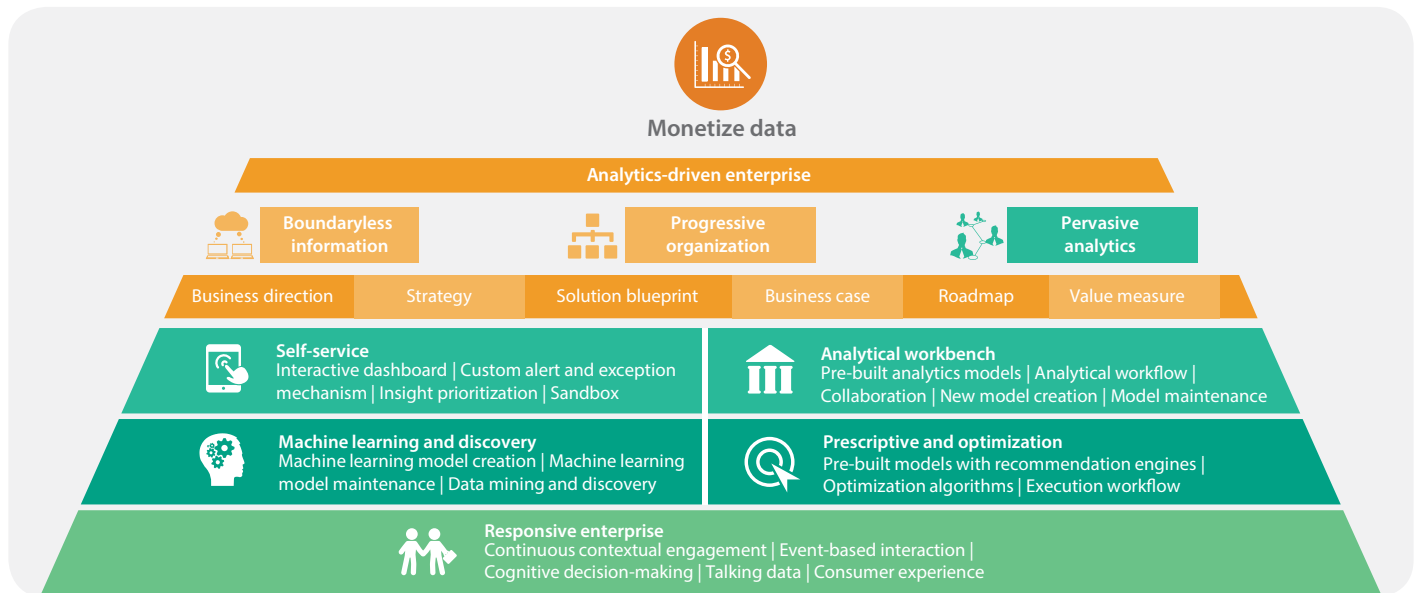 $
Monetize data
Analytics-driven enterprise
Boundaryless
information
Progressive
organization
Pervasive
analytics
Business direction
Strategy
Solution blueprint
Business case
Roadmap
Value measure
Self-service
Interactive dashboard | Custom alert and exception
mechanism | Insight prioritization | Sandbox
Analytical workbench
Pre-built analytics models | Analytical workflow |
Collaboration | New model creation | Model maintenance
Machine learning and discovery
Machine learning model creation | Machine learning
model maintenance | Data mining and discovery
Prescriptive and optimization
Pre-built models with recommendation engines |
Optimization algorithms | Execution workflow
Responsive enterprise
Continuous contextual engagement | Event-based interaction |
Cognitive decision-making | Talking data | Consumer experience